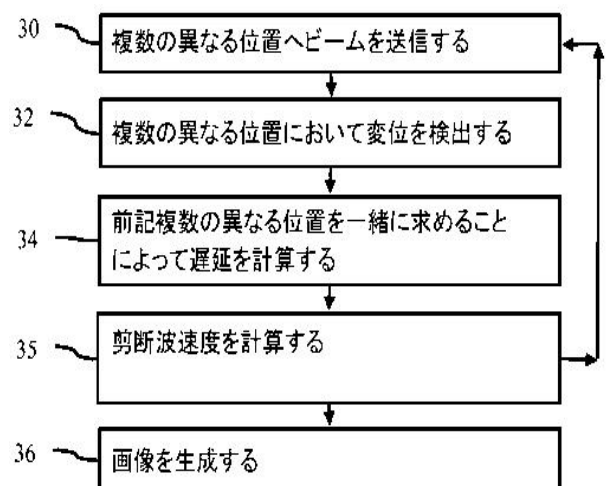 30
複数の異なる位置へビームを送信する
32
複数の異なる位置において変位を検出する
34
前記複数の異なる位置を一緒に求めること
によって遅延を計算する
35
剪断波速度を計算する
36
画像を生成する